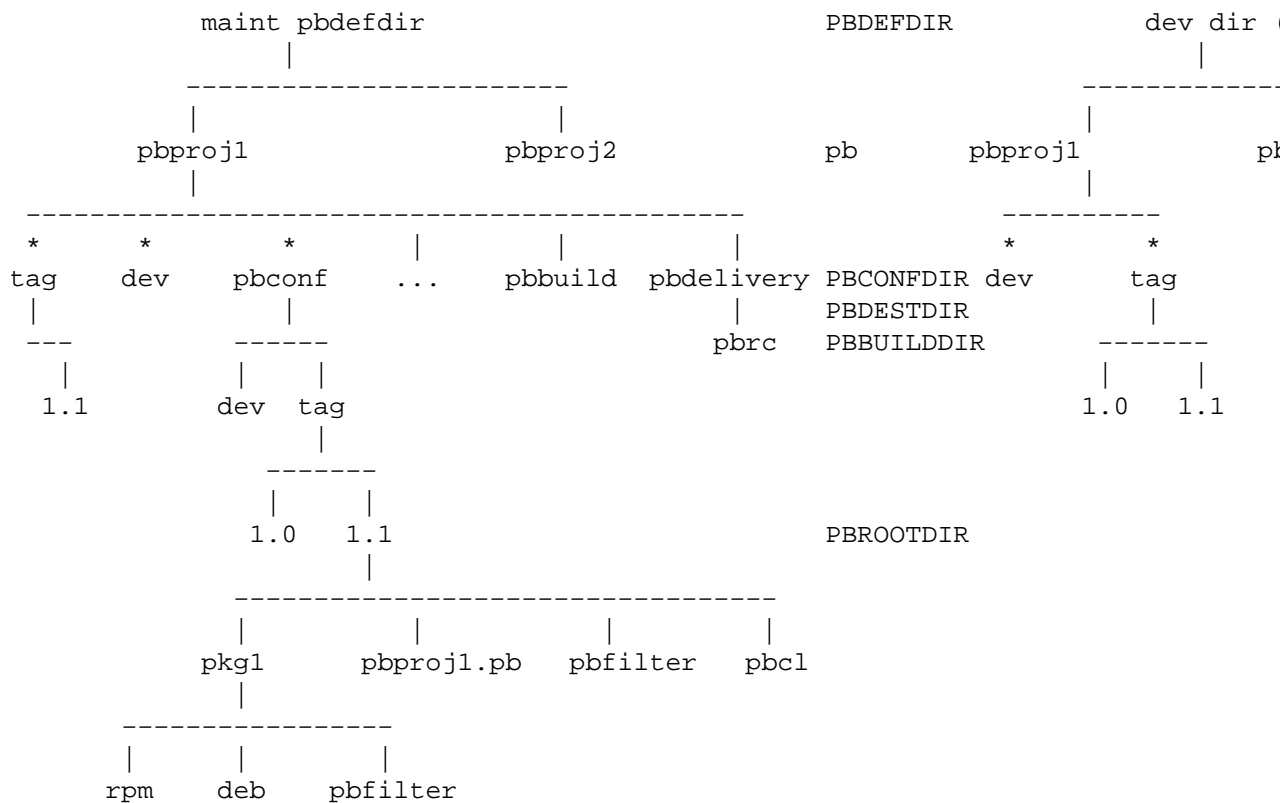 maint pbdefdir PBDEFDIR dev dir (
|
------------------------ -------------
| | |
pbproj1 pbproj2 pb pbproj1 pb
| |
--------------------------------------------- ----------
* * * | | | * *
tag dev pbconf ... pbbuild pbdelivery PBCONFDIR dev tag
| | | PBDESTDIR |
--- ------ pbrc PBBUILDDIR -------
| | | | |
1.1 dev tag 1.0 1.1
|
-------
| |
1.0 1.1 PBROOTDIR
|
----------------------------------
| | | |
pkg1 pbproj1.pb pbfilter pbcl
|
-----------------
| | |
rpm deb pbfilter